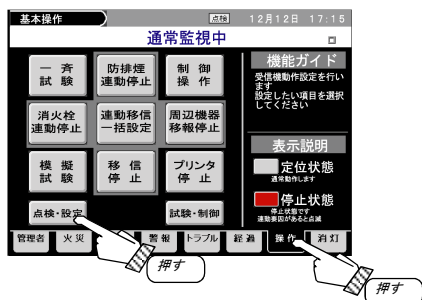 基本操作
点検
12月12日 17:15
通常監視中
一斉
試験
防排煙
連動停止
制御
操作
消火栓
連動停止
連動移信
一括設定
周辺機器
移報停止
模擬
試験
移信
停止
プリンタ
停止
点検・設定
試験・制御
機能ガイド
受信機動作設定を行い
ます
設定したい項目を選択
してください
表示説明
定位状態
通常動作します
停止状態
停止状態です
連動要因があると点滅
管理者
火災
警報
トラブル
経過
操作
消灯
押す
押す